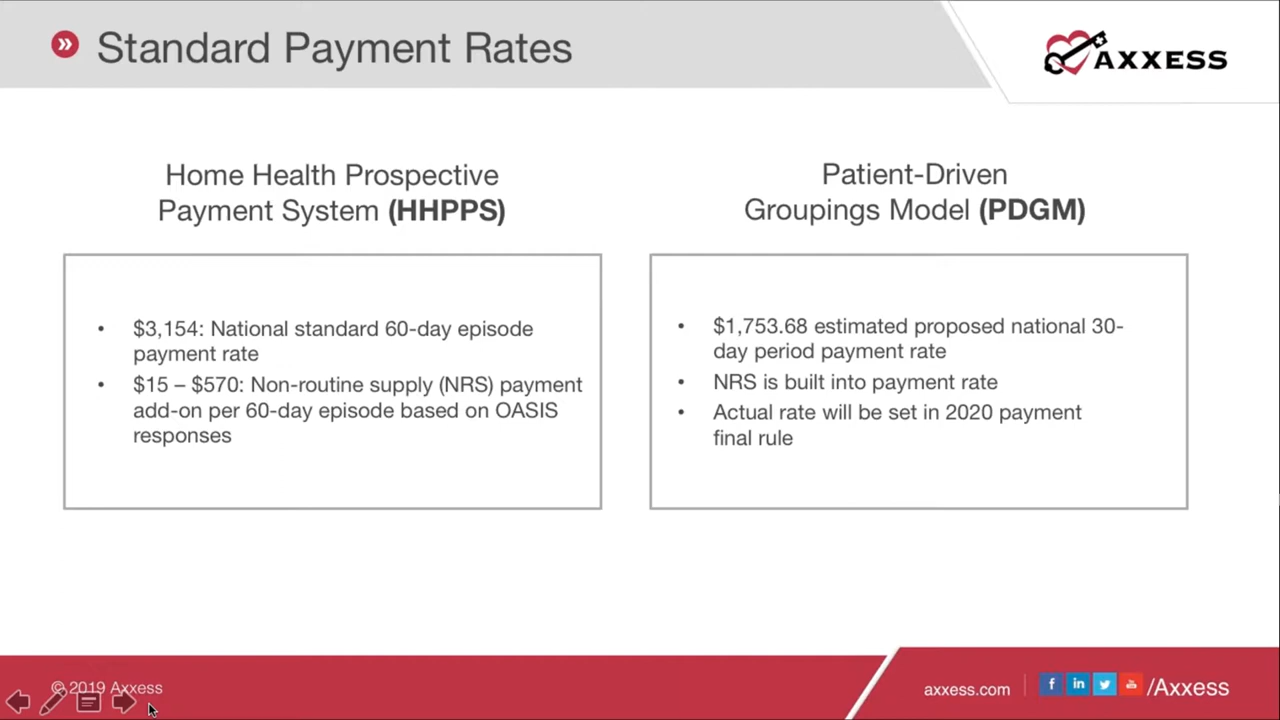 Standard Payment Rates
AXXESS
Home Health Prospective
Payment System (HHPPS)
• $3,154: National standard 60-day episode
payment rate
• $15 – $570: Non-routine supply (NRS) payment
add-on per 60-day episode based on OASIS
responses
Patient-Driven
Groupings Model (PDGM)
• $1,753.68 estimated proposed national 30-
day period payment rate
• NRS is built into payment rate
• Actual rate will be set in 2020 payment
final rule
© 2019 Axxess
axxess.com
/Axxess